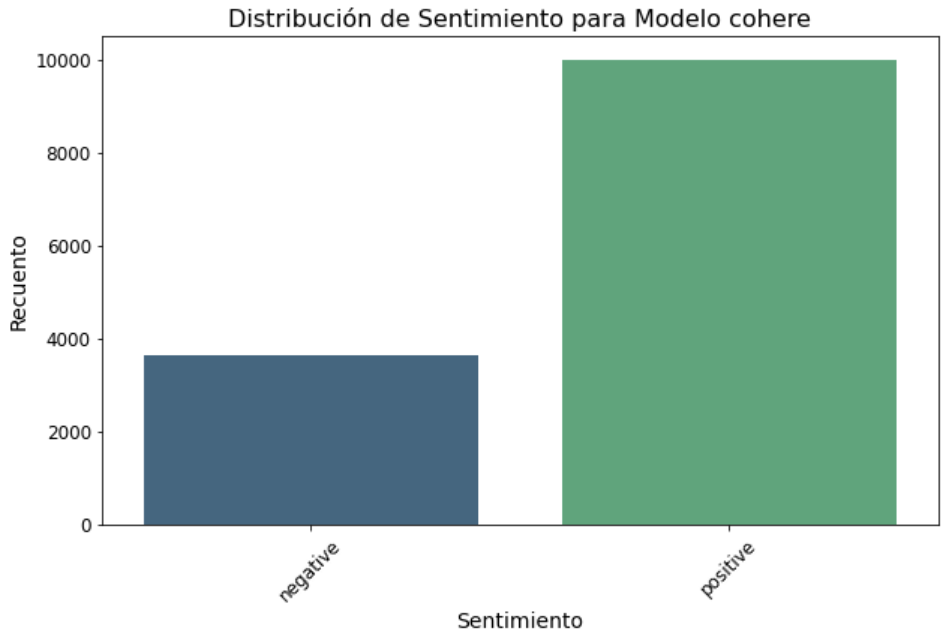 Distribución de Sentimiento para Modelo cohere
10000
8000
6000
4000
2000
0
Recuento
negative
positive
Sentimiento